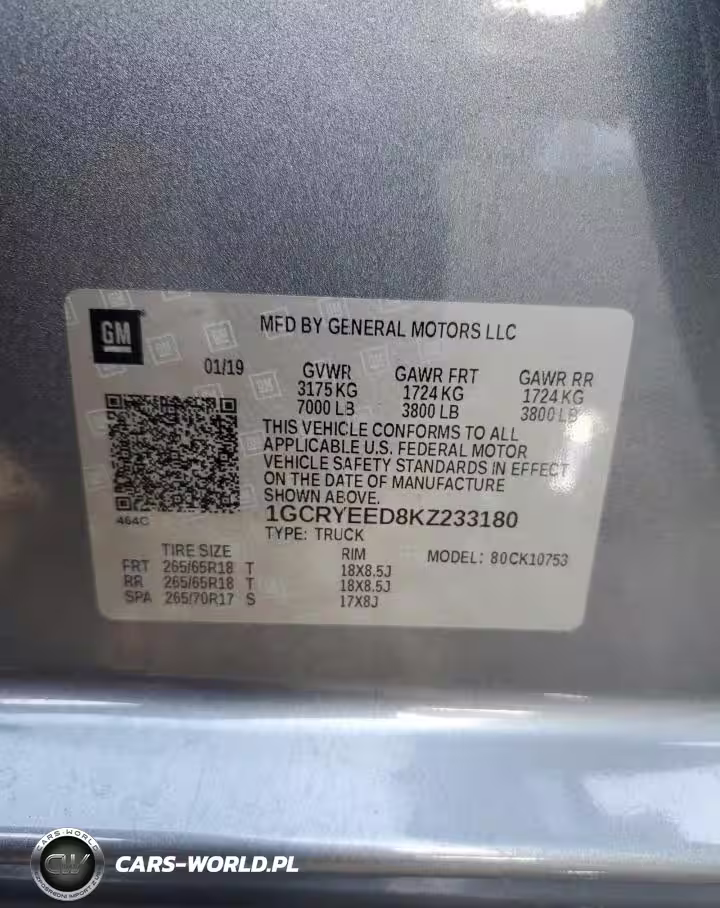 GM
MFD BY GENERAL MOTORS LLC
01/19
GVWR GAWR FRT GAWR RR
3175 KG 1724 KG 1724 KG
7000 LB 3800 LB 3800 LB
THIS VEHICLE CONFORMS TO ALL
APPLICABLE U.S. FEDERAL MOTOR
VEHICLE SAFETY STANDARDS IN EFFECT
ON THE DATE OF MANUFACTURE
SHOWN ABOVE.
464C
1GCRYEED8KZ233180
TYPE: TRUCK
TIRE SIZE RIM MODEL: 80CK10753
FRT 265/65R18 T 18X8.5J
RR 265/65R18 T 18X8.5J
SPA 265/70R17 S 17X8J
CARS-WORLD
CW
CARS-WORLD.PL